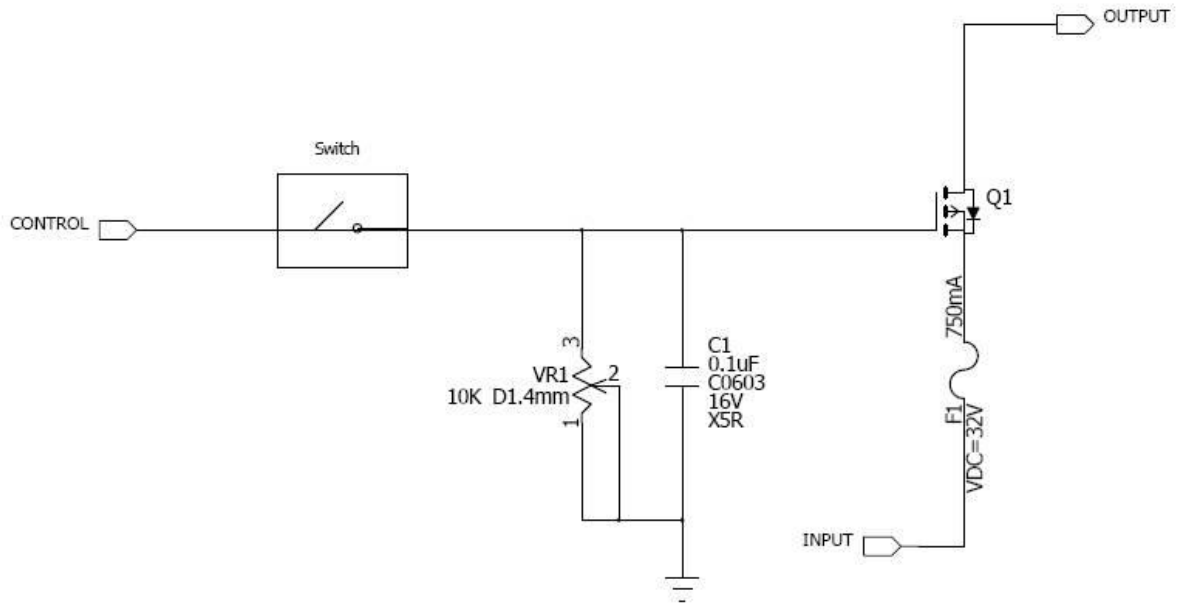 OUTPUT
Switch
Q1
CONTROL
750mA
3
C1
VR1
2
0.1uF
10K D1.4mm
C0603
16V
1
X5R
F1
VDC=32V
INPUT